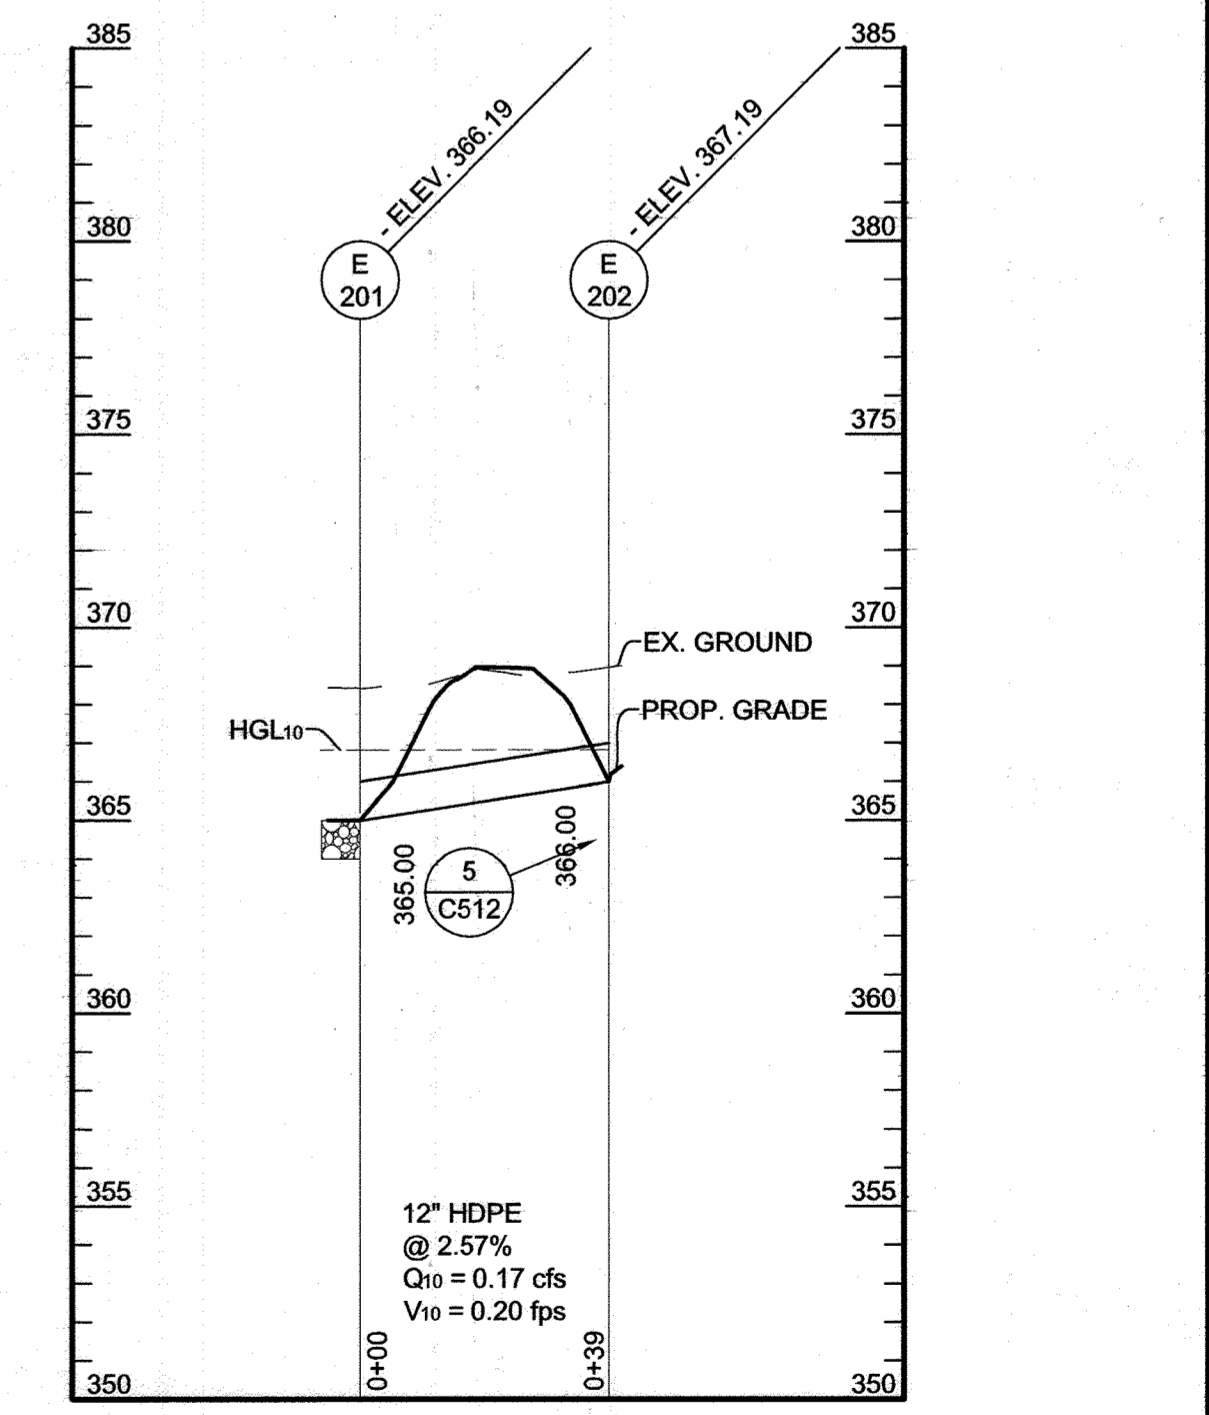 385
385
- ELEV. 366.19
- ELEV. 367.19
380
380
E
201
E
202
375
375
370
370
EX. GROUND
PROP. GRADE
HGL10
365
365
365.00
366.00
5
C512
360
360
355
355
12" HDPE
@ 2.57%
Q10 = 0.17 cfs
V10 = 0.20 fps
0+00
0+39
350
350